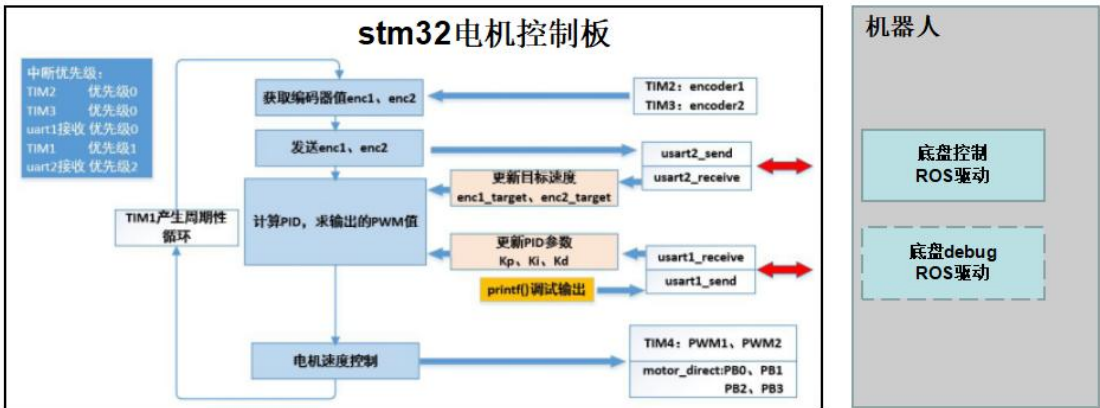 stm32电机控制板
中断优先级：
TIM2 优先级0
TIM3 优先级0
uart1接收 优先级0
TIM1 优先级1
uart2接收 优先级2
获取编码器值enc1、enc2
TIM2：encoder1
TIM3：encoder2
发送enc1、enc2
usart2_send
usart2_receive
更新目标速度
enc1_target、enc2_target
TIM1产生周期性
循环
计算PID，求输出的PWM值
更新PID参数
Kp、Ki、Kd
usart1_receive
usart1_send
printf()调试输出
电机速度控制
TIM4：PWM1、PWM2
motor_direct:PB0、PB1
PB2、PB3
机器人
底盘控制
ROS驱动
底盘debug
ROS驱动